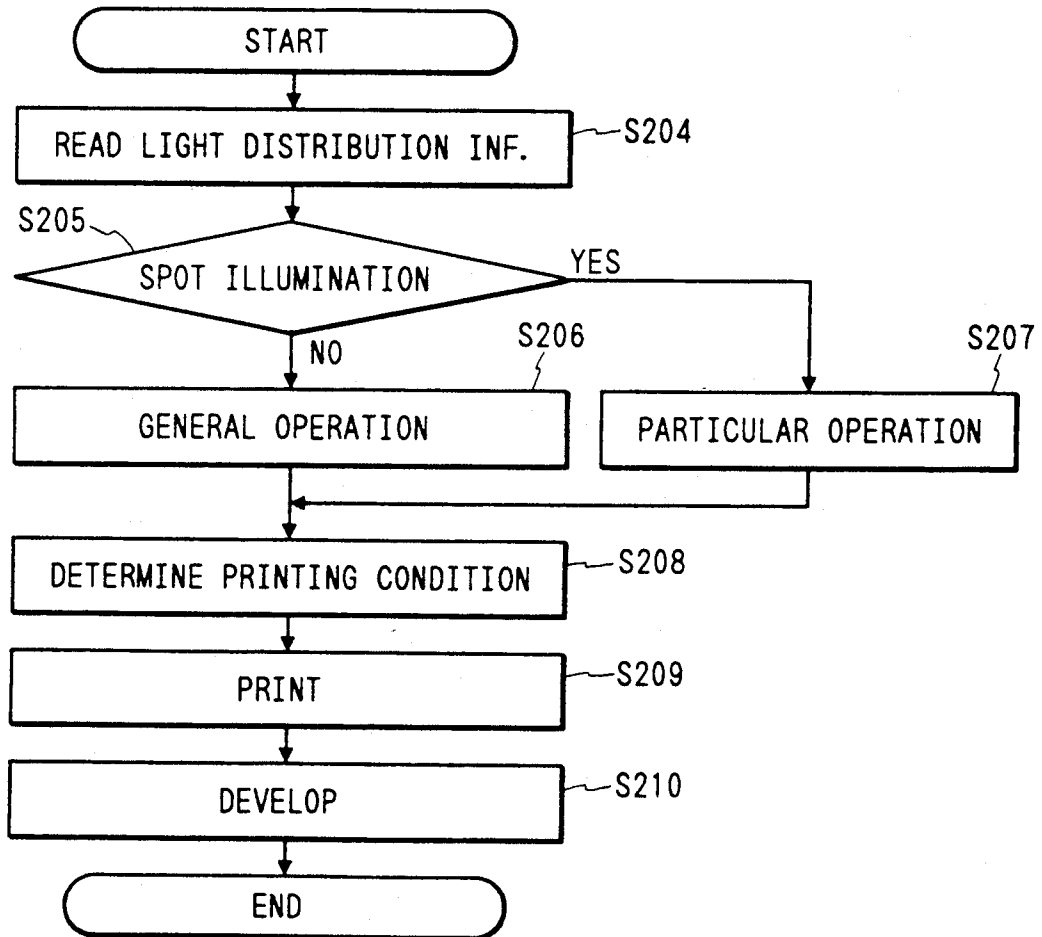 START
READ LIGHT DISTRIBUTION INF.
S204
S205
SPOT ILLUMINATION
YES
NO
S206
S207
GENERAL OPERATION
PARTICULAR OPERATION
DETERMINE PRINTING CONDITION
S208
PRINT
S209
DEVELOP
S210
END